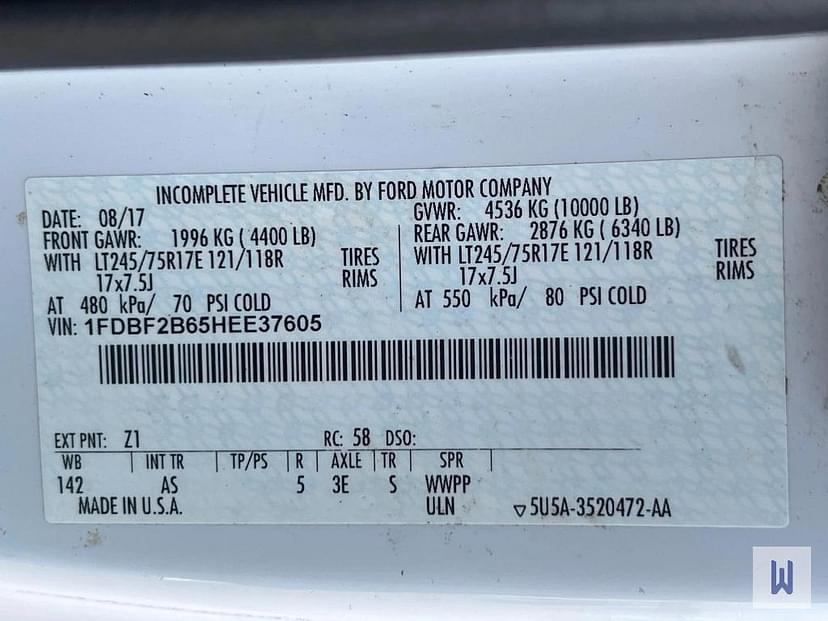 INCOMPLETE VEHICLE MFD. BY FORD MOTOR COMPANY
DATE: 08/17
GVWR: 4536 KG (10000 LB)
FRONT GAWR: 1996 KG ( 4400 LB)
REAR GAWR: 2876 KG ( 6340 LB)
WITH LT245/75R17E 121/118R TIRES
WITH LT245/75R17E 121/118R TIRES
17x7.5J RIMS
17x7.5J RIMS
AT 480 kPa/ 70 PSI COLD
AT 550 kPa/ 80 PSI COLD
VIN: 1FDBF2B65HEE37605
EXT PNT: Z1 RC: 58 DSO:
WB | INT TR | TP/PS | R | AXLE | TR | SPR |
142 AS 5 3E S WWPP
MADE IN U.S.A. ULN ▽5U5A-3520472-AA
W